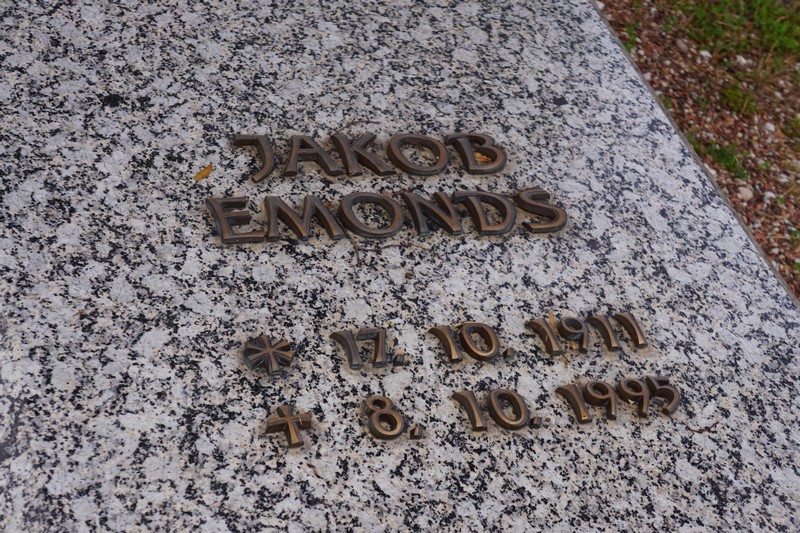 JAKOB
EMONDS
* 17. 10. 1911
† 8. 10. 1995